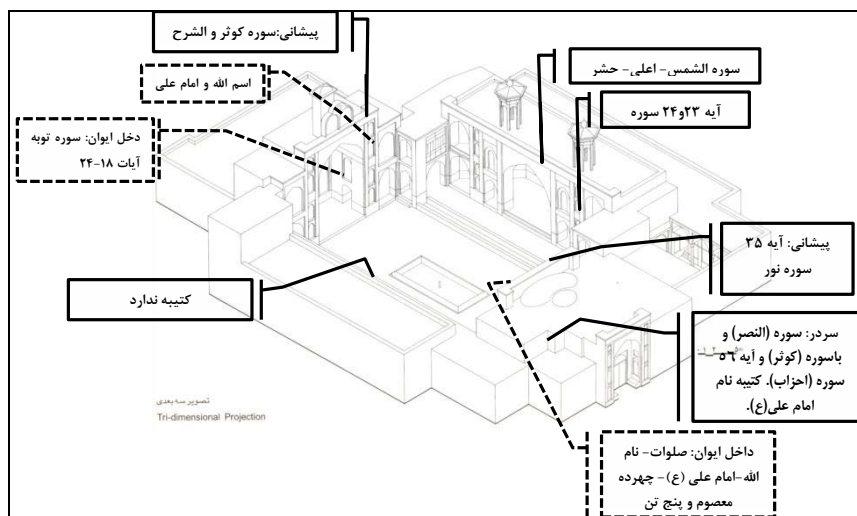 پیشانی:سوره کوثر و الشرح
اسم الله و امام علی
دخل ایوان: سوره توبه
آیات ۱۸-۲۴
سوره الشمس- اعلی- حشر
آیه ۲۳و۲۴ سوره
پیشانی: آیه ۳۵
سوره نور
کتیبه ندارد
سردر: سوره (النصر) و
باسوره (کوثر) و آیه ۵۶
سوره (احزاب). کتیبه نام
امام علی(ع).
داخل ایوان: صلوات- نام
الله-امام علی (ع)- چهرده
معصوم و پنج تن
تصویر سه بعدی
Tri-dimensional Projection